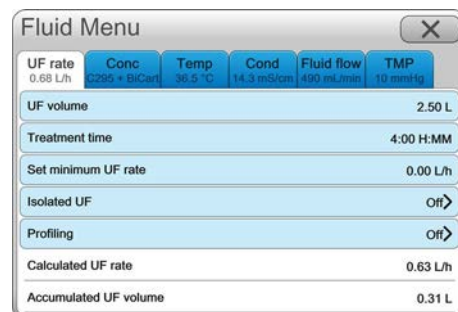 Fluid Menu
UF rate Conc Temp Cond Fluid flow TMP
0.68 L/h C295 + BiCart 36.5 °C 14.3 mS/cm 490 mL/min 10 mmHg
UF volume 2.50 L
Treatment time 4:00 H:MM
Set minimum UF rate 0.00 L/h
Isolated UF Off
Profiling Off
Calculated UF rate 0.63 L/h
Accumulated UF volume 0.31 L